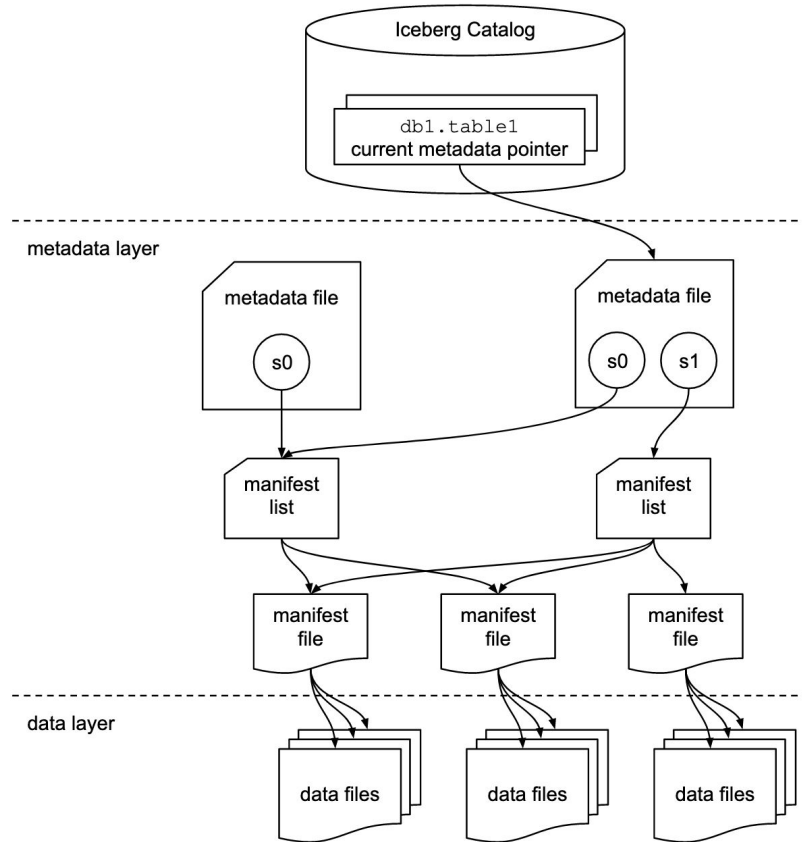 Iceberg Catalog
db1.table1
current metadata pointer
metadata layer
metadata file
s0
metadata file
s0
s1
manifest
list
manifest
list
manifest
file
manifest
file
manifest
file
data layer
data files
data files
data files